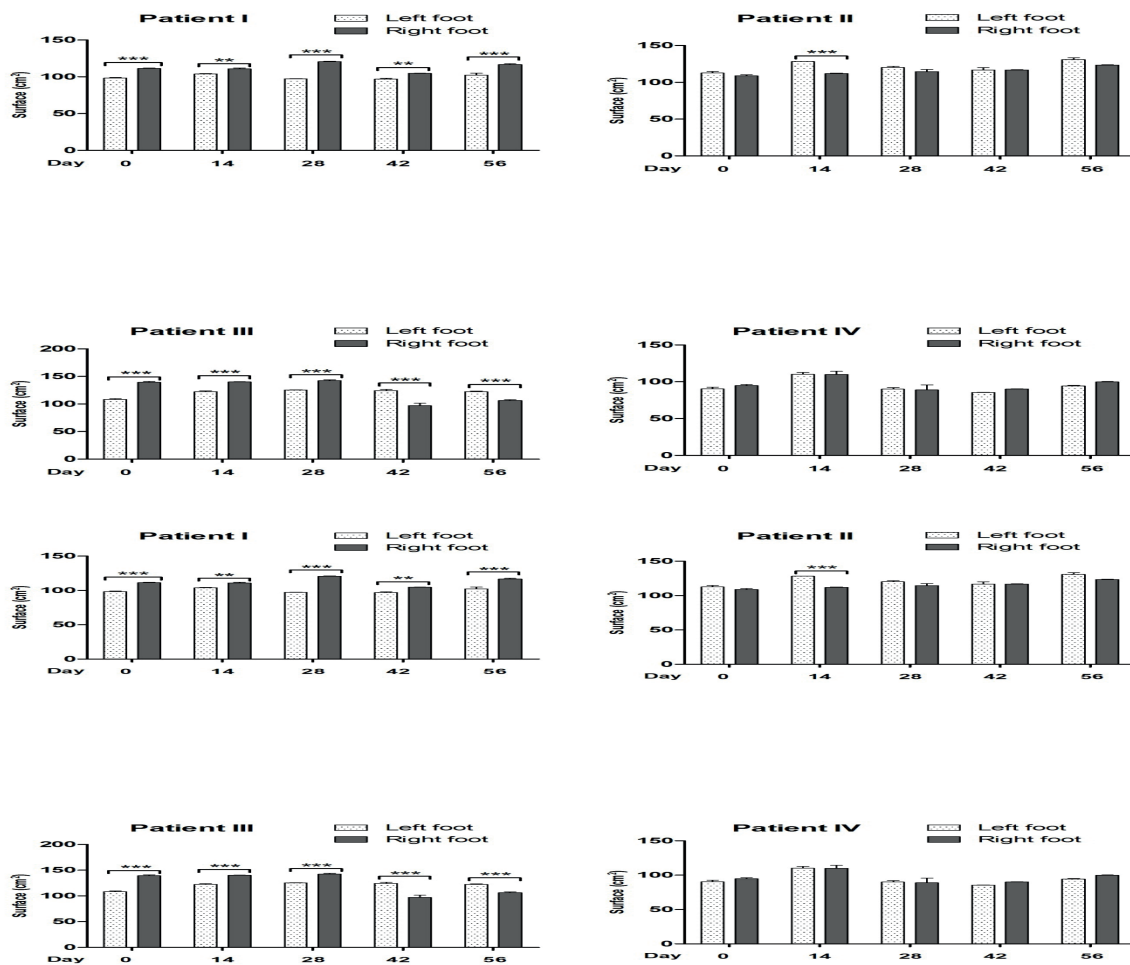 Patient I
Left foot
Right foot
Surface (cm²)
150
100
50
0
*** ** *** ** ***
Day 0 14 28 42 56
Patient II
Left foot
Right foot
Surface (cm²)
150
100
50
0
***
Day 0 14 28 42 56
Patient III
Left foot
Right foot
Surface (cm²)
200
150
100
50
0
*** *** *** *** ***
Day 0 14 28 42 56
Patient IV
Left foot
Right foot
Surface (cm²)
150
100
50
0
Day 0 14 28 42 56
Patient I
Left foot
Right foot
Surface (cm²)
150
100
50
0
*** ** *** ** ***
Day 0 14 28 42 56
Patient II
Left foot
Right foot
Surface (cm²)
150
100
50
0
***
Day 0 14 28 42 56
Patient III
Left foot
Right foot
Surface (cm²)
200
150
100
50
0
*** *** *** *** ***
Day 0 14 28 42 56
Patient IV
Left foot
Right foot
Surface (cm²)
150
100
50
0
Day 0 14 28 42 56